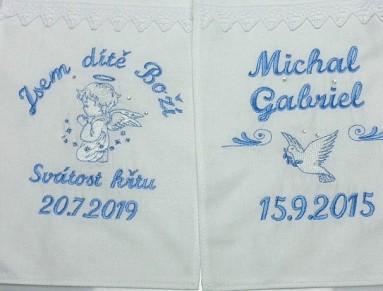 Jsem dítě Boží
Svátost křtu
20.7.2019
Michal
Gabriel
15.9.2015